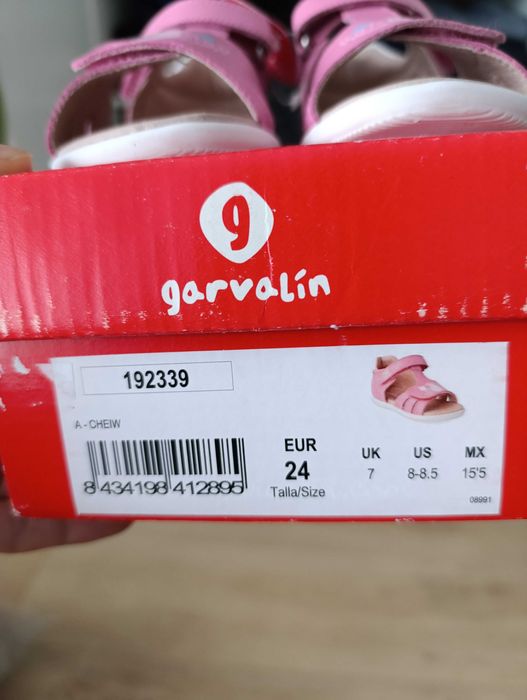 g
garvalín
192339
A - CHEIW
8 434198 412895
EUR
24
Talla/Size
UK
7
US
8-8.5
MX
15'5
08991